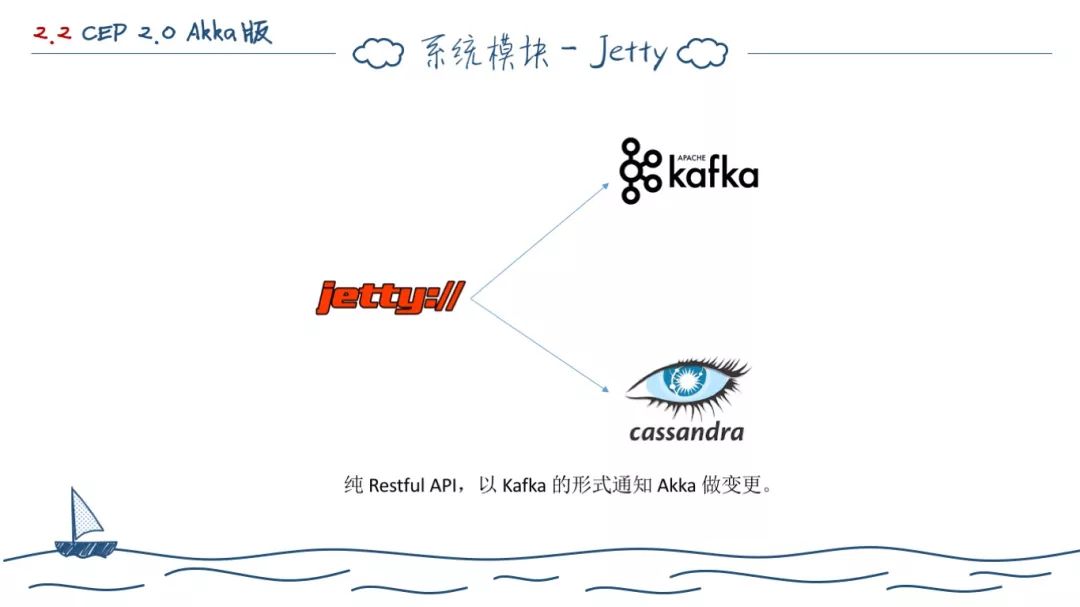 2.2 CEP 2.0 Akka版
系统模块 - Jetty
APACHE
kafka
jetty://
cassandra
纯 Restful API，以 Kafka 的形式通知 Akka 做变更。